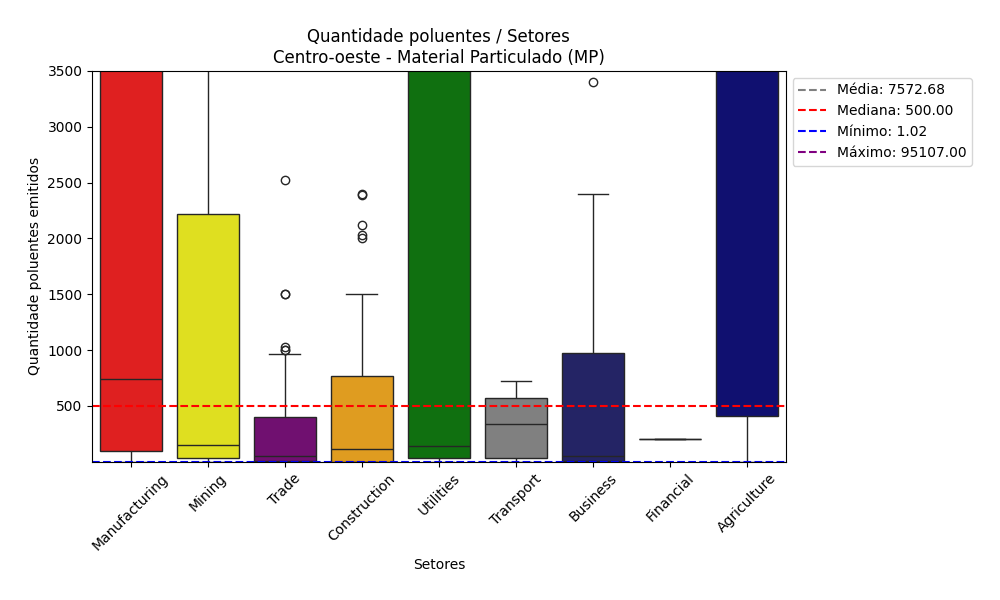 Quantidade poluentes / Setores
Centro-oeste - Material Particulado (MP)
Quantidade poluentes emitidos
3500
3000
2500
2000
1500
1000
500
Manufacturing
Mining
Trade
Construction
Utilities
Transport
Business
Financial
Agriculture
Setores
Média: 7572.68
Mediana: 500.00
Mínimo: 1.02
Máximo: 95107.00